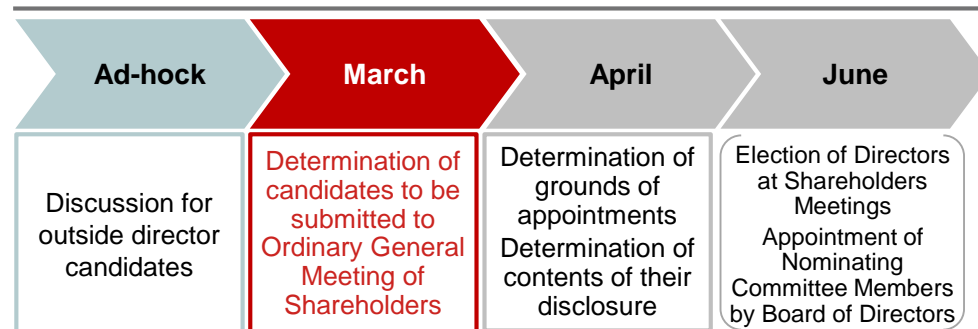 Ad-hock
March
April
June
Discussion for
outside director
candidates
Determination of
candidates to be
submitted to
Ordinary General
Meeting of
Shareholders
Determination of
grounds of
appointments
Determination of
contents of their
disclosure
Election of Directors
at Shareholders
Meetings
Appointment of
Nominating
Committee Members
by Board of Directors